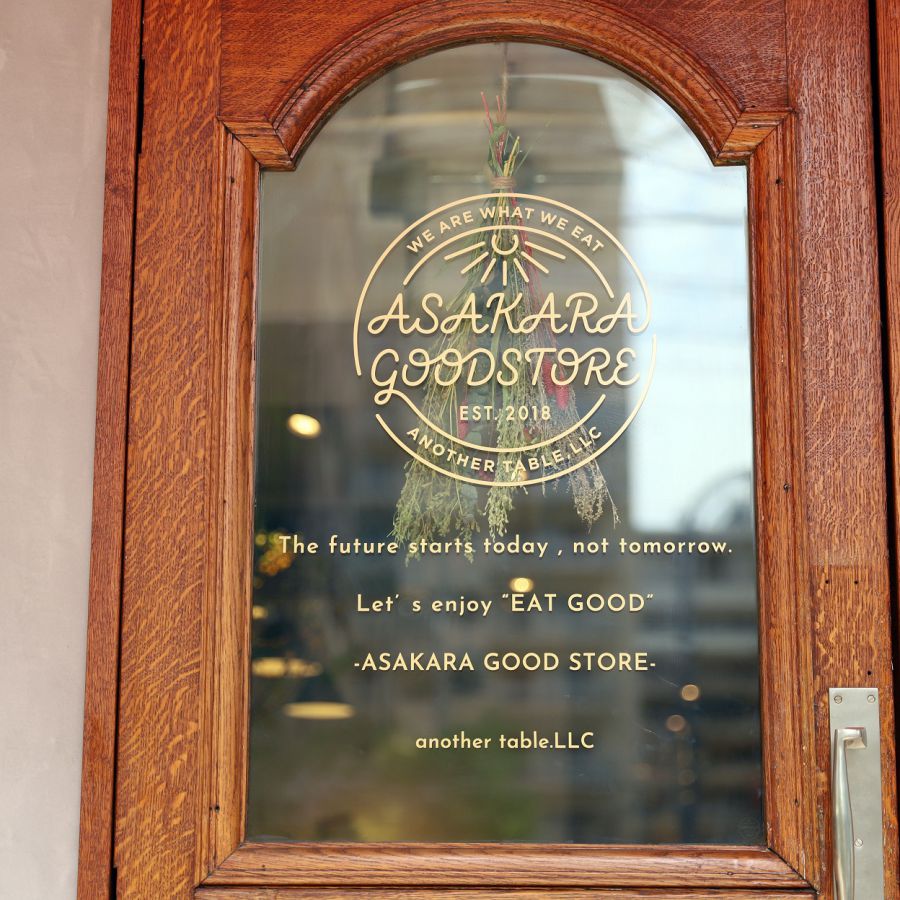 WE ARE WHAT WE EAT
ASAKARA
GOODSTORE
EST. 2018
ANOTHER TABLE.LLC
The future starts today , not tomorrow.
Let’ s enjoy “EAT GOOD”
-ASAKARA GOOD STORE-
another table.LLC